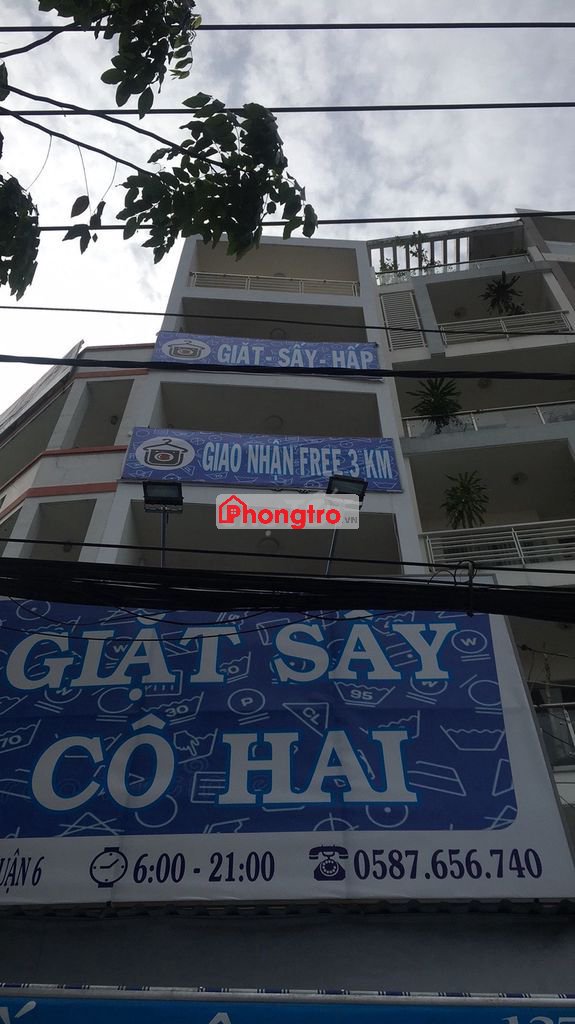 GIẶT - SẤY - HẤP
GIAO NHẬN FREE 3 KM
Phongtro.VN
GIẶT SẤY
CÔ HAI
UẬN 6 6:00 - 21:00 0587.656.740